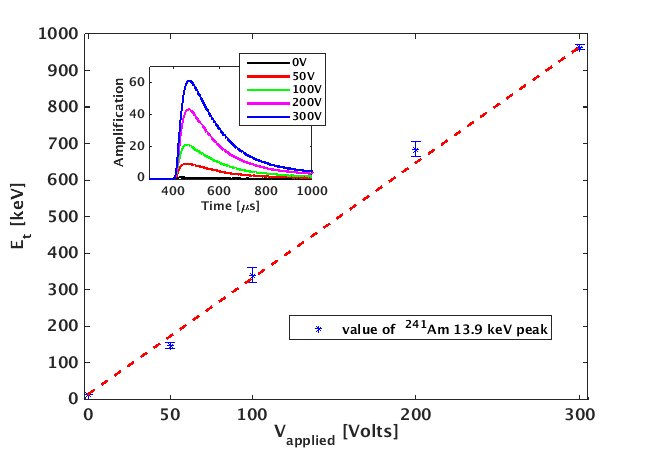 1000
900
800
700
600
500
400
300
200
100
0
E_t [keV]
0
50
100
200
300
V_applied [Volts]
60
40
20
0
Amplification
400
600
800
1000
Time [μs]
0V
50V
100V
200V
300V
value of ²⁴¹Am 13.9 keV peak